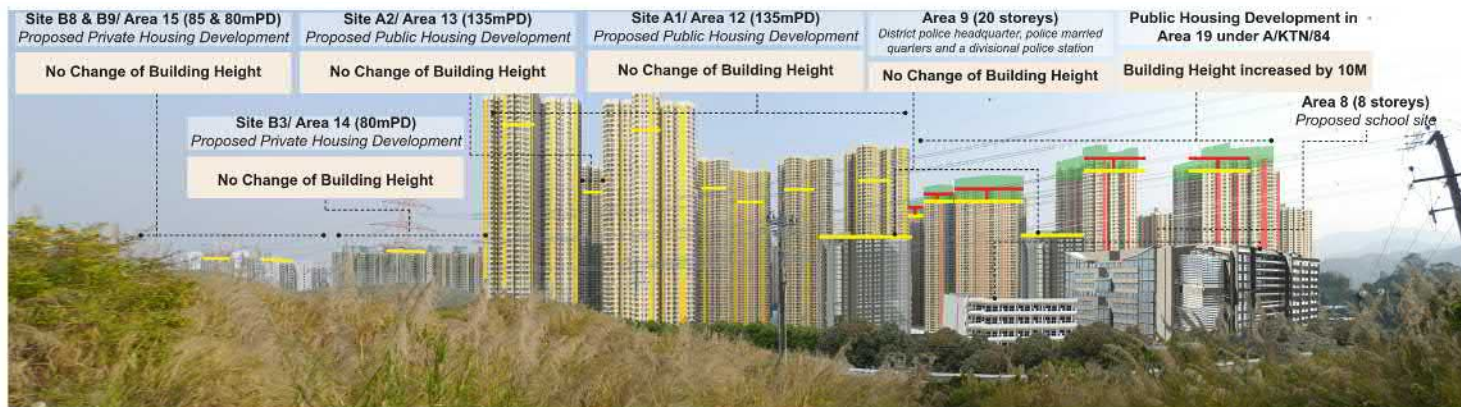 Site B8 & B9/ Area 15 (85 & 80mPD)
Proposed Private Housing Development
No Change of Building Height
Site A2/ Area 13 (135mPD)
Proposed Public Housing Development
No Change of Building Height
Site A1/ Area 12 (135mPD)
Proposed Public Housing Development
No Change of Building Height
Area 9 (20 storeys)
District police headquarter, police married
quarters and a divisional police station
No Change of Building Height
Public Housing Development in
Area 19 under A/KTN/84
Building Height increased by 10M
Area 8 (8 storeys)
Proposed school site
Site B3/ Area 14 (80mPD)
Proposed Private Housing Development
No Change of Building Height